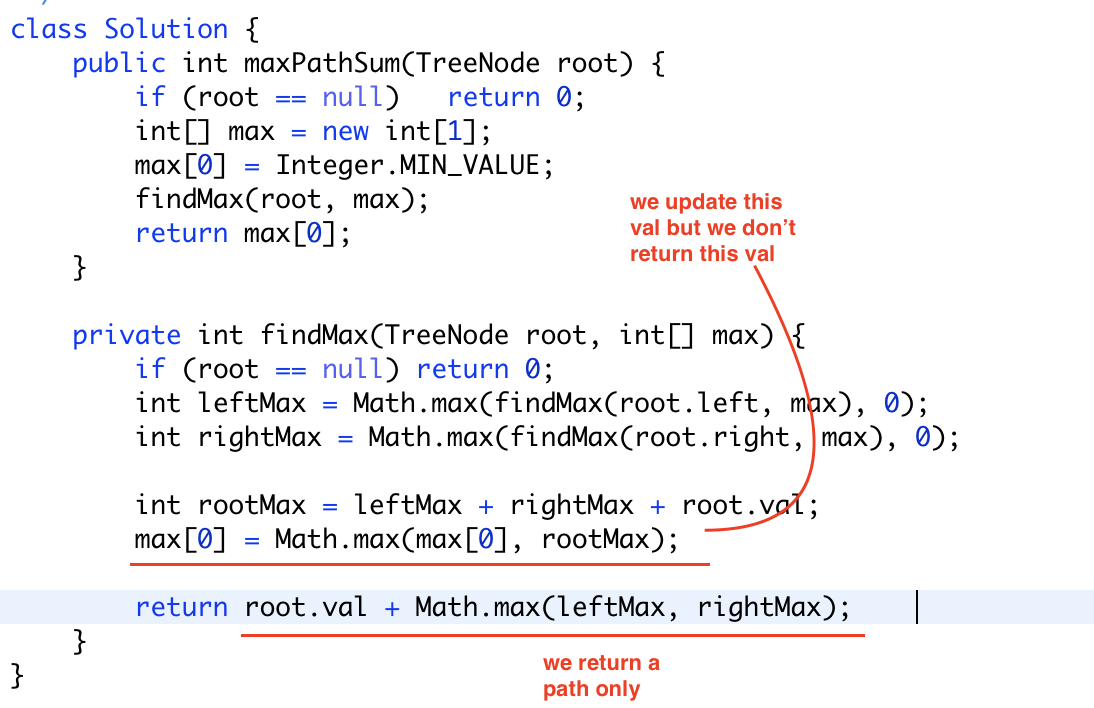 class Solution {
    public int maxPathSum(TreeNode root) {
        if (root == null)   return 0;
        int[] max = new int[1];
        max[0] = Integer.MIN_VALUE;
        findMax(root, max);
        return max[0];
    }
we update this
val but we don’t
return this val
    private int findMax(TreeNode root, int[] max) {
        if (root == null) return 0;
        int leftMax = Math.max(findMax(root.left, max), 0);
        int rightMax = Math.max(findMax(root.right, max), 0);
        int rootMax = leftMax + rightMax + root.val;
        max[0] = Math.max(max[0], rootMax);
        return root.val + Math.max(leftMax, rightMax);
    }
}
we return a
path only